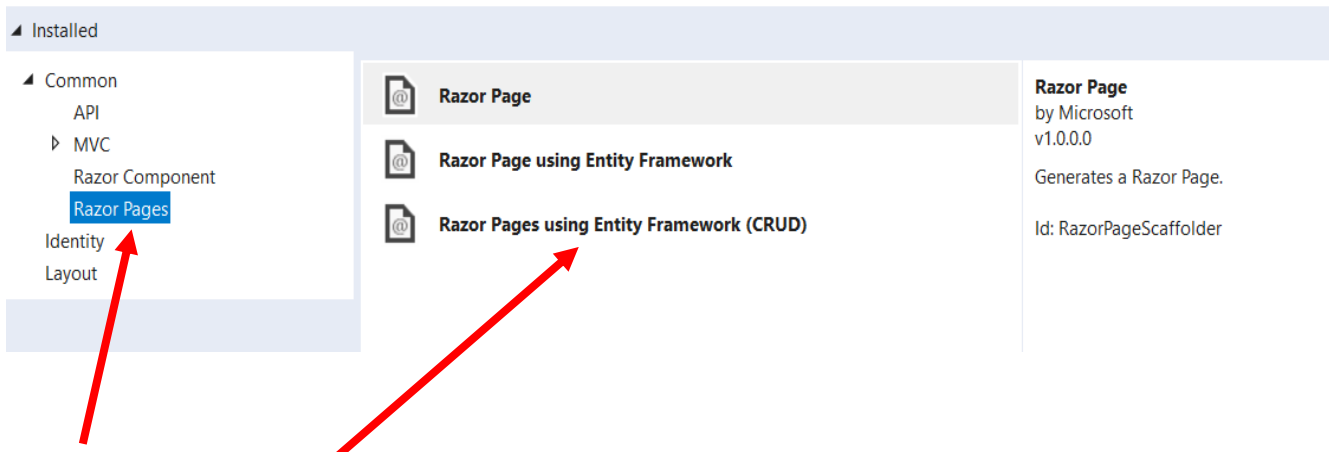 Installed
Common
API
MVC
Razor Component
Razor Pages
Identity
Layout
@ Razor Page
@ Razor Page using Entity Framework
@ Razor Pages using Entity Framework (CRUD)
Razor Page
by Microsoft
v1.0.0.0
Generates a Razor Page.
Id: RazorPageScaffolder